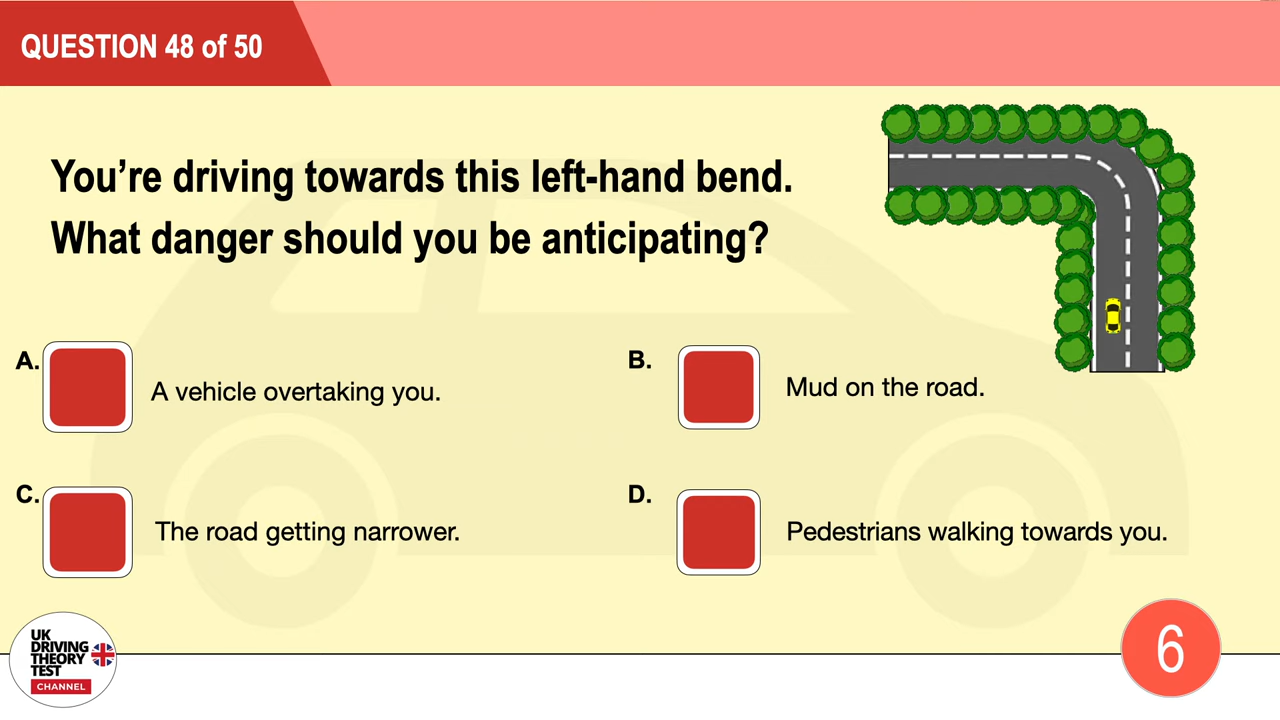 QUESTION 48 of 50
You’re driving towards this left-hand bend.
What danger should you be anticipating?
A. A vehicle overtaking you.
B. Mud on the road.
C. The road getting narrower.
D. Pedestrians walking towards you.
UK
DRIVING
THEORY
TEST
CHANNEL
6